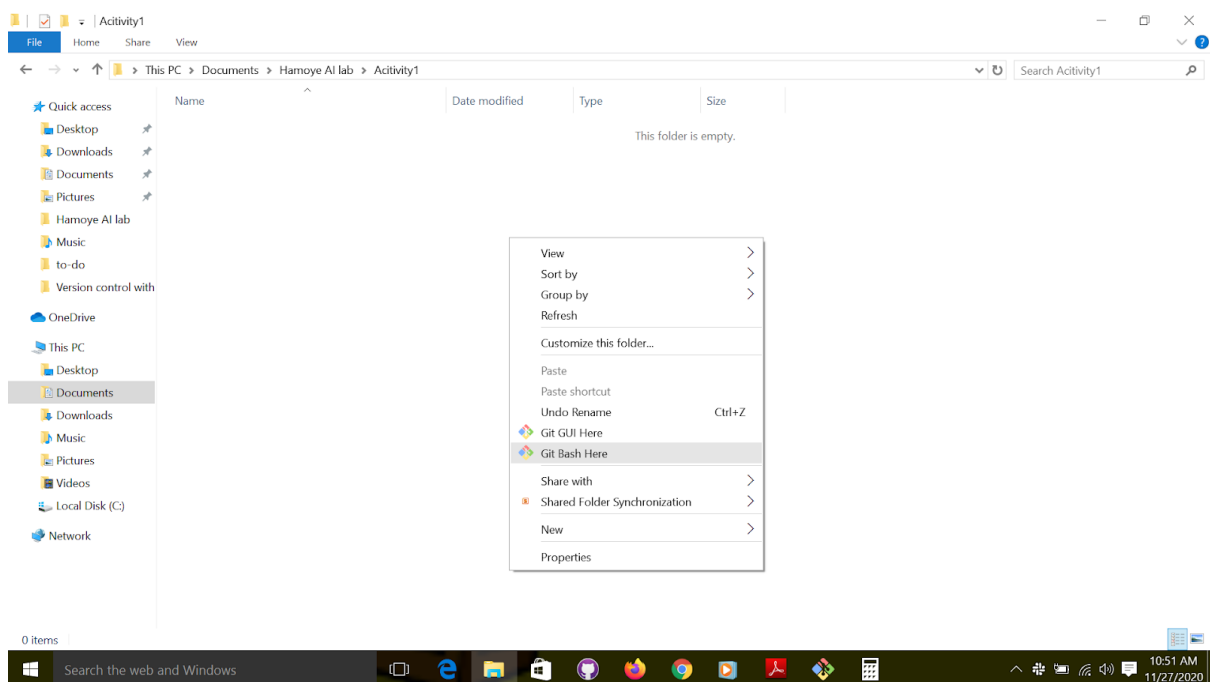 Acitivity1
File Home Share View
This PC > Documents > Hamoye AI lab > Acitivity1
Search Acitivity1
Name Date modified Type Size
This folder is empty.
Quick access
Desktop
Downloads
Documents
Pictures
Hamoye AI lab
Music
to-do
Version control with
OneDrive
This PC
Desktop
Documents
Downloads
Music
Pictures
Videos
Local Disk (C:)
Network
View
Sort by
Group by
Refresh
Customize this folder...
Paste
Paste shortcut
Undo Rename Ctrl+Z
Git GUI Here
Git Bash Here
Share with
Shared Folder Synchronization
New
Properties
0 items
Search the web and Windows
10:51 AM
11/27/2020